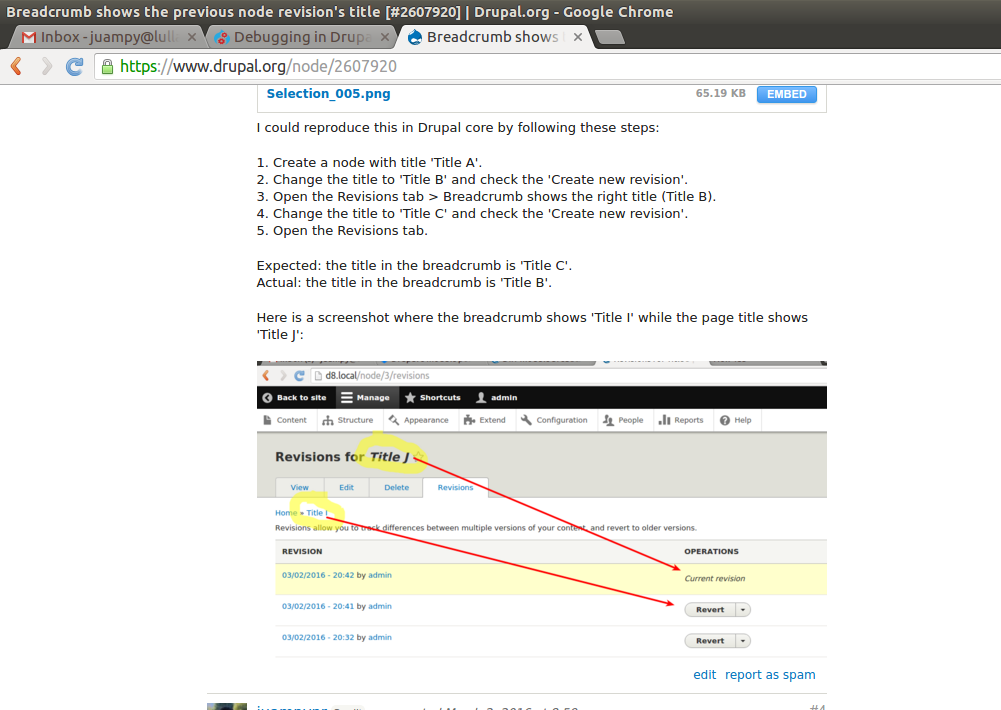 Breadcrumb shows the previous node revision's title [#2607920] | Drupal.org - Google Chrome
Inbox - juampy@lull
Debugging in Drupa
Breadcrumb shows
https://www.drupal.org/node/2607920
Selection_005.png
65.19 KB
EMBED
I could reproduce this in Drupal core by following these steps:
1. Create a node with title 'Title A'.
2. Change the title to 'Title B' and check the 'Create new revision'.
3. Open the Revisions tab > Breadcrumb shows the right title (Title B).
4. Change the title to 'Title C' and check the 'Create new revision'.
5. Open the Revisions tab.
Expected: the title in the breadcrumb is 'Title C'.
Actual: the title in the breadcrumb is 'Title B'.
Here is a screenshot where the breadcrumb shows 'Title I' while the page title shows
'Title J':
d8.local/node/3/revisions
Back to site Manage Shortcuts admin
Content Structure Appearance Extend Configuration People Reports Help
Revisions for Title J
View Edit Delete Revisions
Home » Title I
Revisions allow you to track differences between multiple versions of your content, and revert to older versions.
REVISION OPERATIONS
03/02/2016 - 20:42 by admin Current revision
03/02/2016 - 20:41 by admin Revert
03/02/2016 - 20:32 by admin Revert
edit report as spam
#4